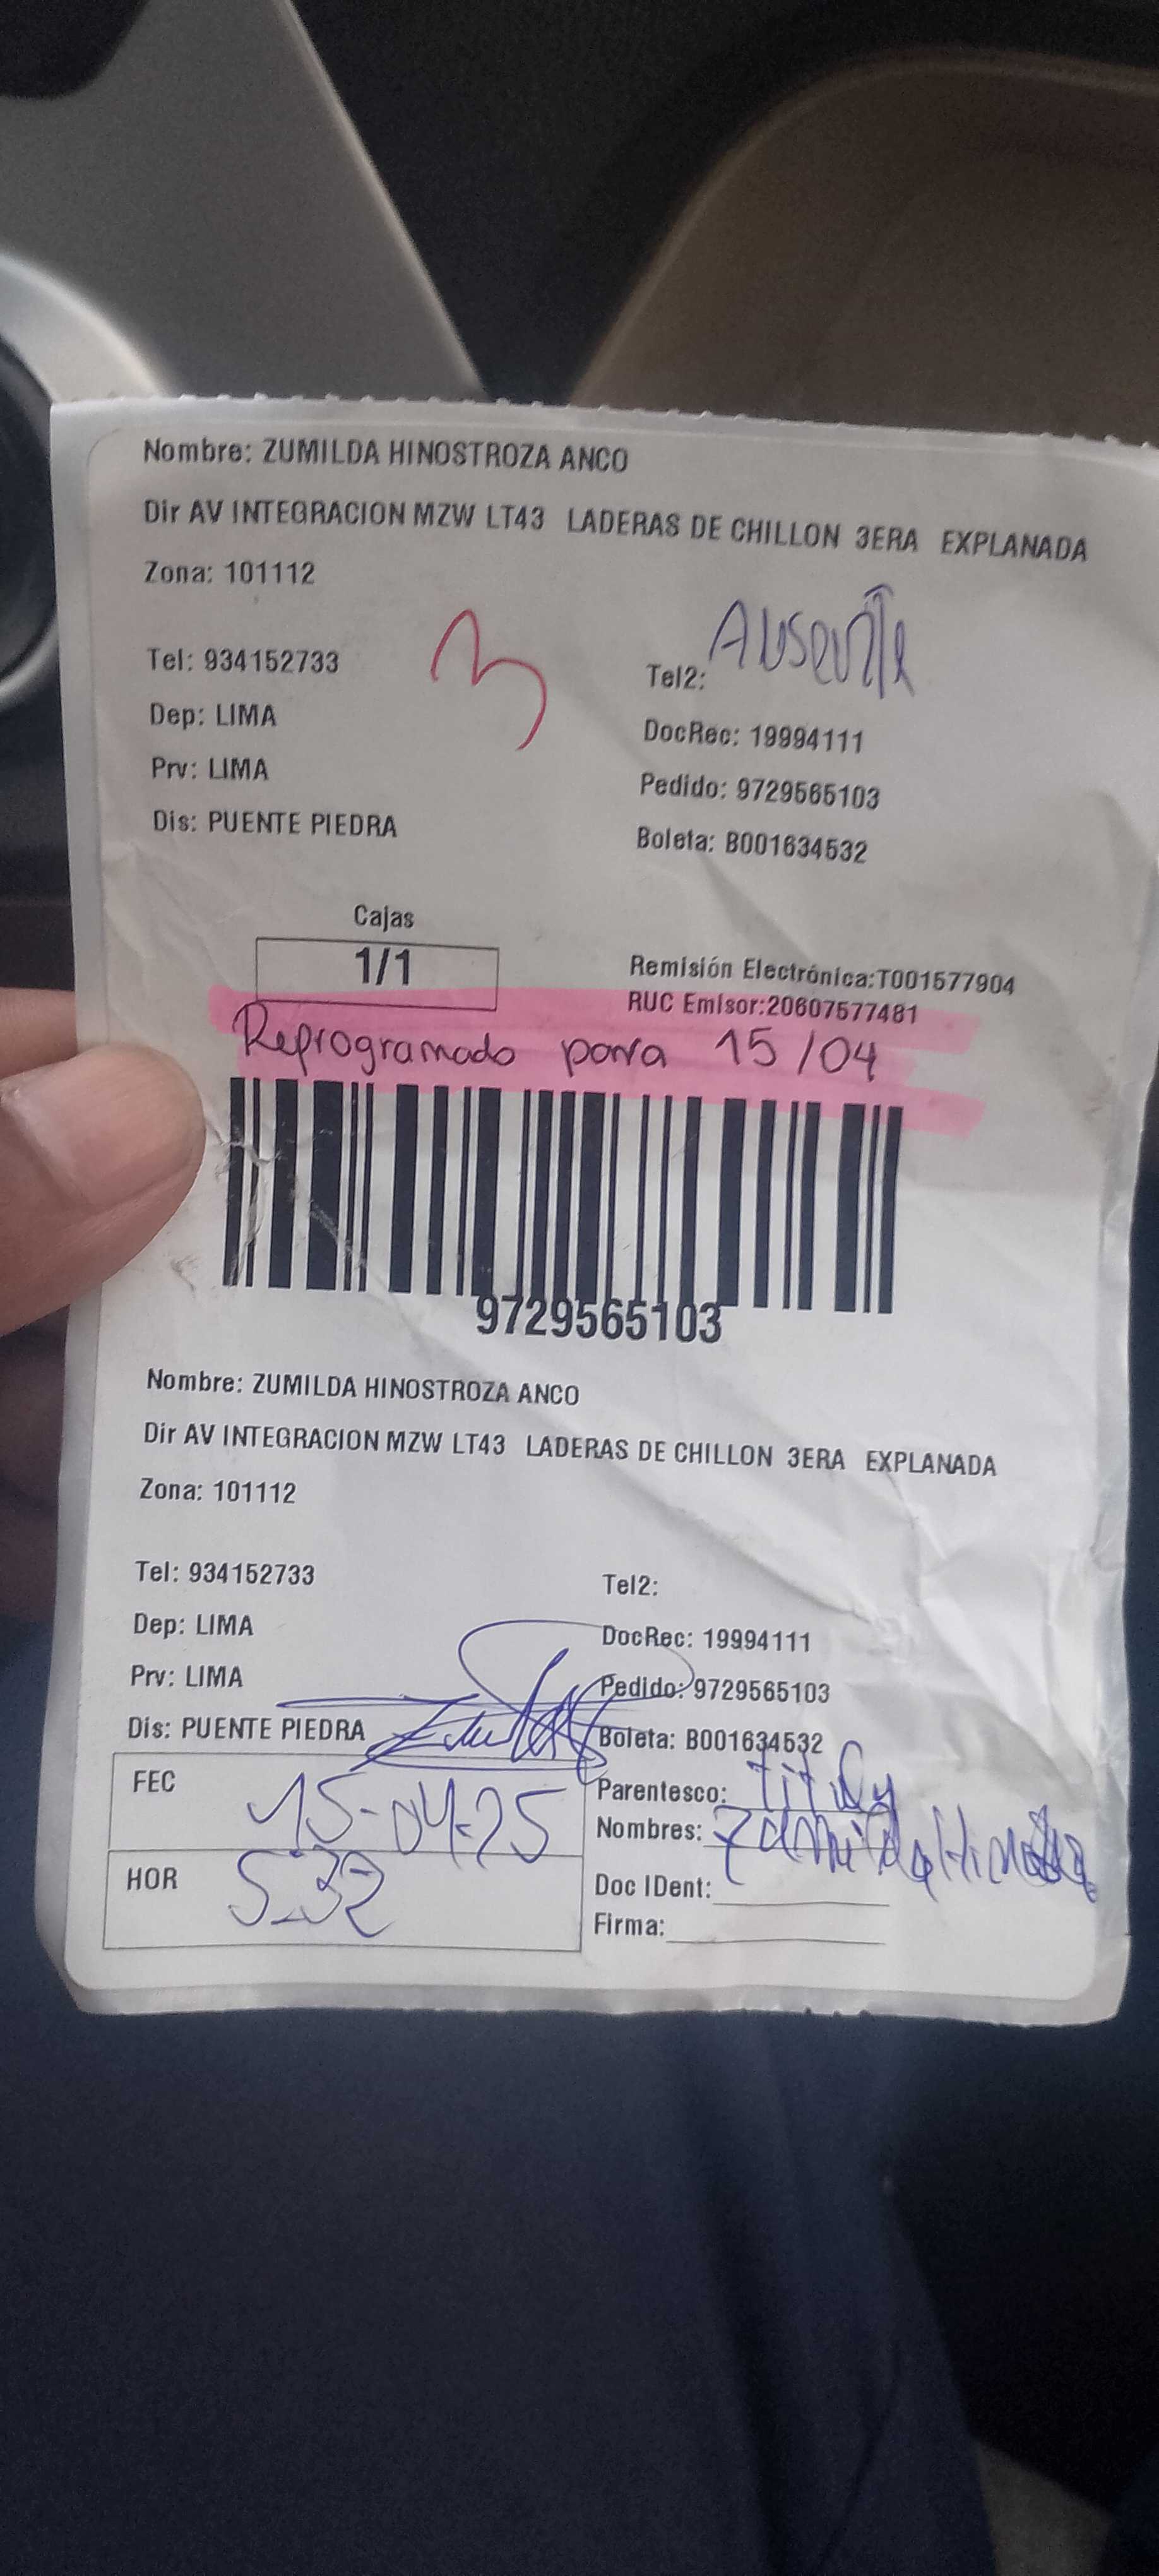 Nombre: ZUMILDA HINOSTROZA ANCO
Dir AV INTEGRACION MZW LT43 LADERAS DE CHILLON 3ERA EXPLANADA
Zona: 101112
Ausente
3
Tel: 934152733
Tel2:
Dep: LIMA
DocRec: 19994111
Prv: LIMA
Pedido: 9729565103
Dis: PUENTE PIEDRA
Boleta: B001634532
Cajas
1/1
Remisión Electrónica:T001577904
RUC Emisor:20607577481
Reprogramado para 15/04
9729565103
Nombre: ZUMILDA HINOSTROZA ANCO
Dir AV INTEGRACION MZW LT43 LADERAS DE CHILLON 3ERA EXPLANADA
Zona: 101112
Tel: 934152733
Tel2:
Dep: LIMA
DocRec: 19994111
Prv: LIMA
Pedido: 9729565103
Dis: PUENTE PIEDRA
Boleta: B001634532
FEC 15-04-25
Parentesco:
Nombres:
HOR 5:32
Doc IDent:
Firma: